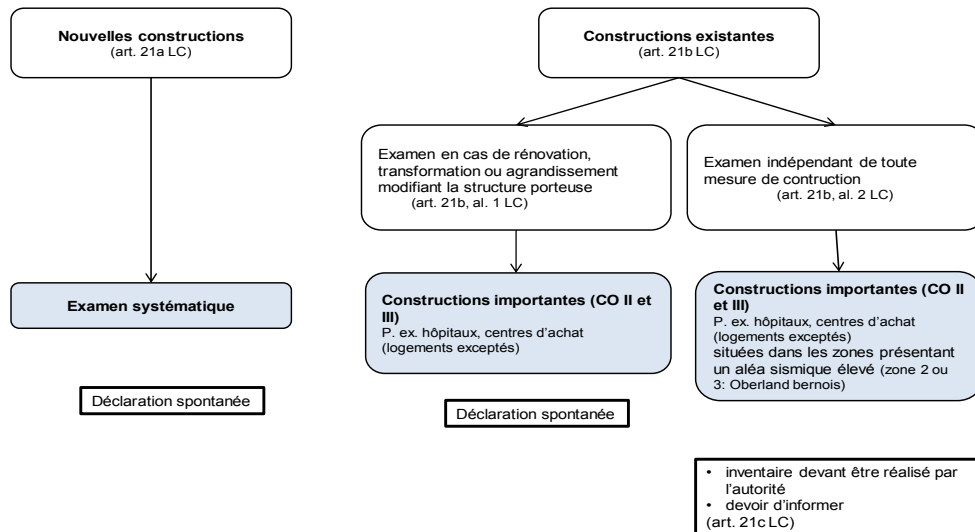 Nouvelles constructions
(art. 21a LC)
Constructions existantes
(art. 21b LC)
Examen en cas de rénovation,
transformation ou agrandissement
modifiant la structure porteuse
(art. 21b, al. 1 LC)
Examen indépendant de toute
mesure de contruction
(art. 21b, al. 2 LC)
Examen systématique
Constructions importantes (CO II et
III)
P. ex. hôpitaux, centres d'achat
(logements exceptés)
Constructions importantes (CO II
et III)
P. ex. hôpitaux, centres d'achat
(logements exceptés)
situées dans les zones présentant
un aléa sismique élevé (zone 2 ou
3: Oberland bernois)
Déclaration spontanée
Déclaration spontanée
• inventaire devant être réalisé par
l'autorité
• devoir d'informer
(art. 21c LC)